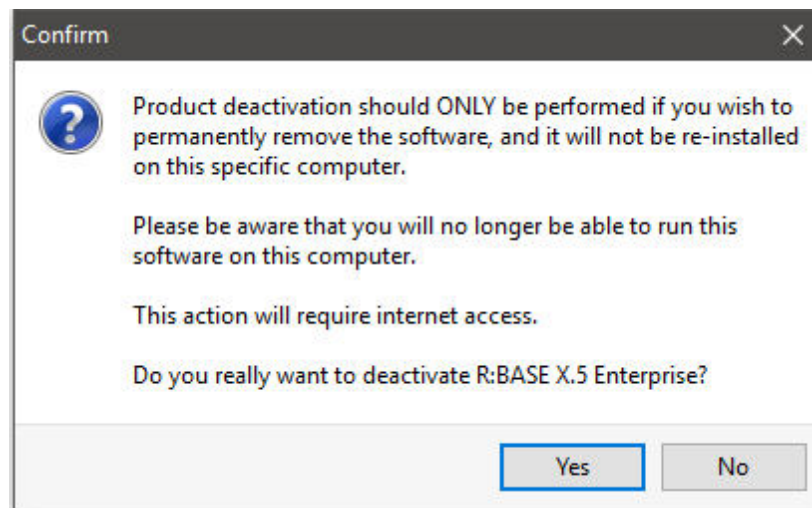 Confirm
Product deactivation should ONLY be performed if you wish to
permanently remove the software, and it will not be re-installed
on this specific computer.
Please be aware that you will no longer be able to run this
software on this computer.
This action will require internet access.
Do you really want to deactivate R:BASE X.5 Enterprise?
Yes
No